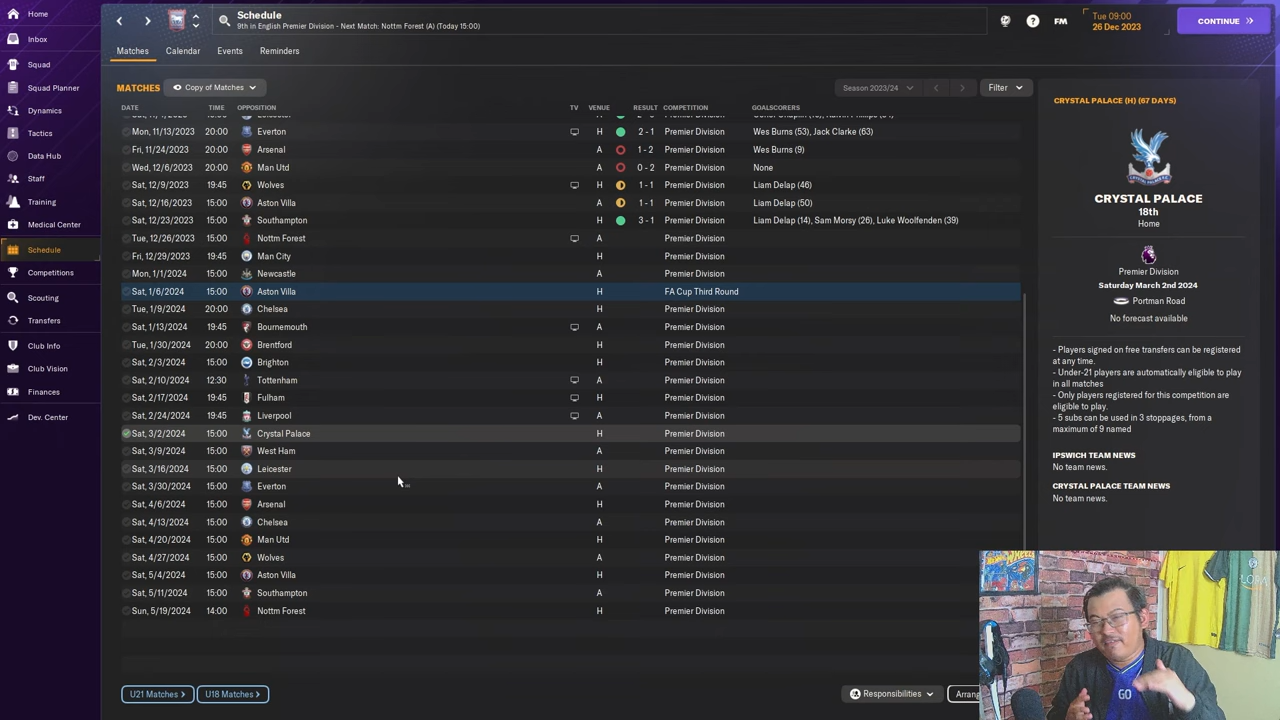 Home
Inbox
Squad
Squad Planner
Dynamics
Tactics
Data Hub
Staff
Training
Medical Center
Schedule
Competitions
Scouting
Transfers
Club Info
Club Vision
Finances
Dev. Center
Schedule
9th in English Premier Division - Next Match: Nottm Forest (A) (Today 15:00)
FM
Tue 09:00
26 Dec 2023
CONTINUE
Matches Calendar Events Reminders
MATCHES Copy of Matches Season 2023/24 Filter
DATE TIME OPPOSITION TV VENUE RESULT COMPETITION GOALSCORERS
Mon, 11/13/2023 20:00 Everton H 2 - 1 Premier Division Wes Burns (53), Jack Clarke (63)
Fri, 11/24/2023 20:00 Arsenal A 1 - 2 Premier Division Wes Burns (9)
Wed, 12/6/2023 20:00 Man Utd A 0 - 2 Premier Division None
Sat, 12/9/2023 19:45 Wolves H 1 - 1 Premier Division Liam Delap (46)
Sat, 12/16/2023 15:00 Aston Villa A 1 - 1 Premier Division Liam Delap (50)
Sat, 12/23/2023 15:00 Southampton H 3 - 1 Premier Division Liam Delap (14), Sam Morsy (26), Luke Woolfenden (39)
Tue, 12/26/2023 15:00 Nottm Forest A Premier Division
Fri, 12/29/2023 19:45 Man City H Premier Division
Mon, 1/1/2024 15:00 Newcastle A Premier Division
Sat, 1/6/2024 15:00 Aston Villa H FA Cup Third Round
Tue, 1/9/2024 20:00 Chelsea H Premier Division
Sat, 1/13/2024 19:45 Bournemouth A Premier Division
Tue, 1/30/2024 20:00 Brentford H Premier Division
Sat, 2/3/2024 15:00 Brighton H Premier Division
Sat, 2/10/2024 12:30 Tottenham A Premier Division
Sat, 2/17/2024 19:45 Fulham H Premier Division
Sat, 2/24/2024 19:45 Liverpool A Premier Division
Sat, 3/2/2024 15:00 Crystal Palace H Premier Division
Sat, 3/9/2024 15:00 West Ham A Premier Division
Sat, 3/16/2024 15:00 Leicester H Premier Division
Sat, 3/30/2024 15:00 Everton A Premier Division
Sat, 4/6/2024 15:00 Arsenal H Premier Division
Sat, 4/13/2024 15:00 Chelsea A Premier Division
Sat, 4/20/2024 15:00 Man Utd H Premier Division
Sat, 4/27/2024 15:00 Wolves A Premier Division
Sat, 5/4/2024 15:00 Aston Villa H Premier Division
Sat, 5/11/2024 15:00 Southampton A Premier Division
Sun, 5/19/2024 14:00 Nottm Forest H Premier Division
U21 Matches U18 Matches Responsibilities
CRYSTAL PALACE (H) (67 DAYS)
CRYSTAL PALACE
18th
Home
Premier Division
Saturday March 2nd 2024
Portman Road
No forecast available
- Players signed on free transfers can be registered
at any time.
- Under-21 players are automatically eligible to play
in all matches
- Only players registered for this competition are
eligible to play.
- 5 subs can be used in 3 stoppages, from a
maximum of 9 named
IPSWICH TEAM NEWS
No team news.
CRYSTAL PALACE TEAM NEWS
No team news.
GO